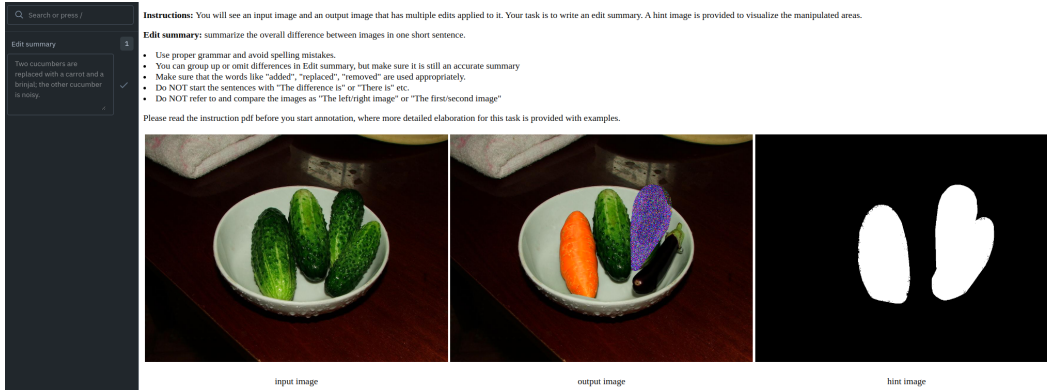 Search or press /
Edit summary
1
Two cucumbers are
replaced with a carrot and a
brinjal; the other cucumber
is noisy.
Instructions: You will see an input image and an output image that has multiple edits applied to it. Your task is to write an edit summary. A hint image is provided to visualize the manipulated areas.
Edit summary: summarize the overall difference between images in one short sentence.
• Use proper grammar and avoid spelling mistakes.
• You can group up or omit differences in Edit summary, but make sure it is still an accurate summary
• Make sure that the words like "added", "replaced", "removed" are used appropriately.
• Do NOT start the sentences with "The difference is" or "There is" etc.
• Do NOT refer to and compare the images as "The left/right image" or "The first/second image"
Please read the instruction pdf before you start annotation, where more detailed elaboration for this task is provided with examples.
input image
output image
hint image